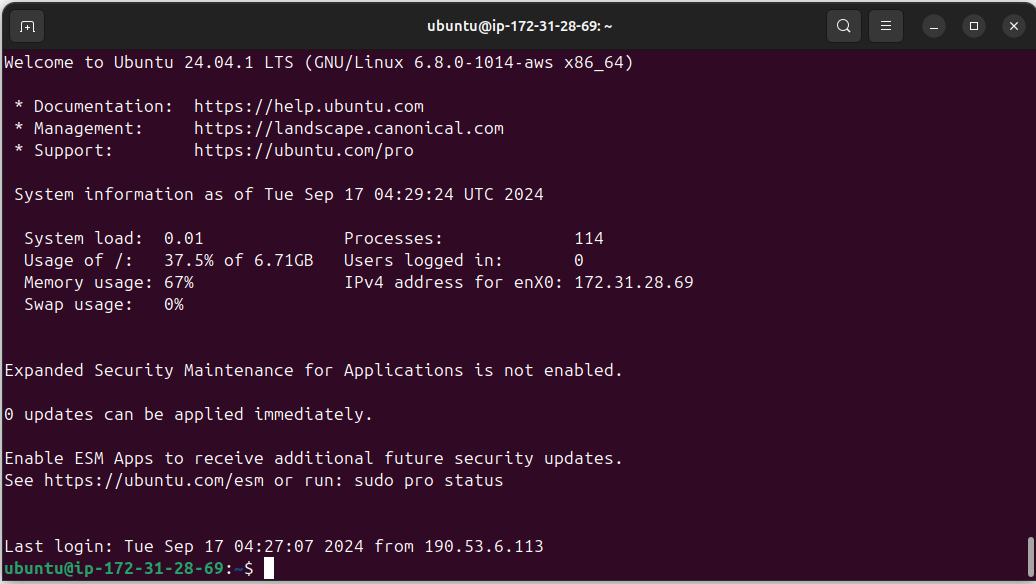 ubuntu@ip-172-31-28-69: ~
Welcome to Ubuntu 24.04.1 LTS (GNU/Linux 6.8.0-1014-aws x86_64)
* Documentation:  https://help.ubuntu.com
* Management:     https://landscape.canonical.com
* Support:        https://ubuntu.com/pro
System information as of Tue Sep 17 04:29:24 UTC 2024
System load:  0.01              Processes:             114
Usage of /:   37.5% of 6.71GB   Users logged in:       0
Memory usage: 67%               IPv4 address for enX0: 172.31.28.69
Swap usage:   0%
Expanded Security Maintenance for Applications is not enabled.
0 updates can be applied immediately.
Enable ESM Apps to receive additional future security updates.
See https://ubuntu.com/esm or run: sudo pro status
Last login: Tue Sep 17 04:27:07 2024 from 190.53.6.113
ubuntu@ip-172-31-28-69:~$